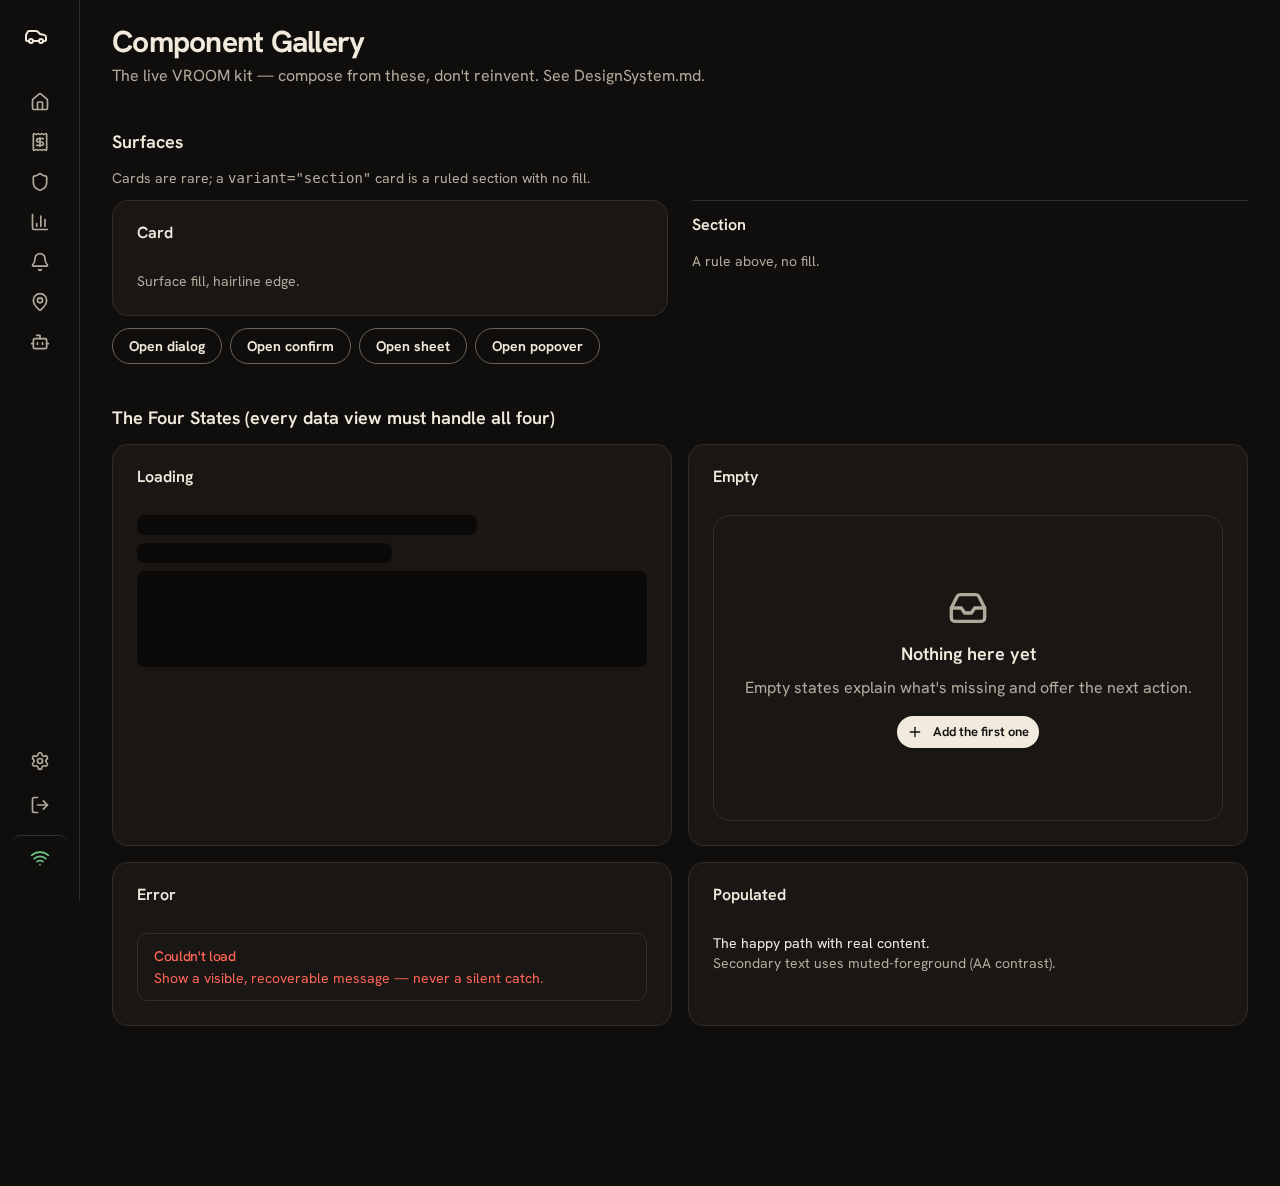 Component Gallery
The live VROOM kit — compose from these, don't reinvent. See DesignSystem.md.
Surfaces
Cards are rare; a variant="section" card is a ruled section with no fill.
Card
Surface fill, hairline edge.
Section
A rule above, no fill.
Open dialog
Open confirm
Open sheet
Open popover
The Four States (every data view must handle all four)
Loading
Empty
Nothing here yet
Empty states explain what's missing and offer the next action.
Add the first one
Error
Couldn't load
Show a visible, recoverable message — never a silent catch.
Populated
The happy path with real content.
Secondary text uses muted-foreground (AA contrast).